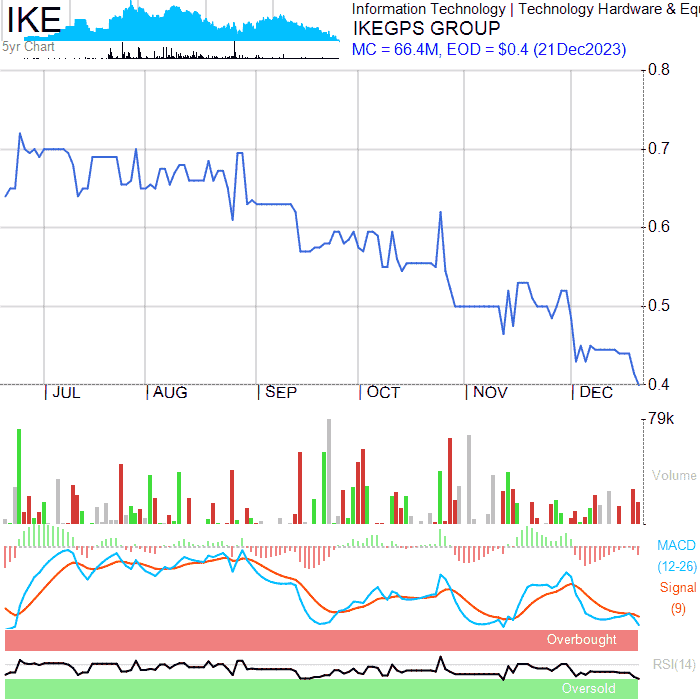 IKE
5yr Chart
Information Technology | Technology Hardware & Equ
IKEGPS GROUP
MC = 66.4M, EOD = $0.4 (21Dec2023)
0.8
0.7
0.6
0.5
0.4
JUL
AUG
SEP
OCT
NOV
DEC
79k
Volume
MACD
(12-26)
Signal
(9)
Overbought
RSI(14)
Oversold